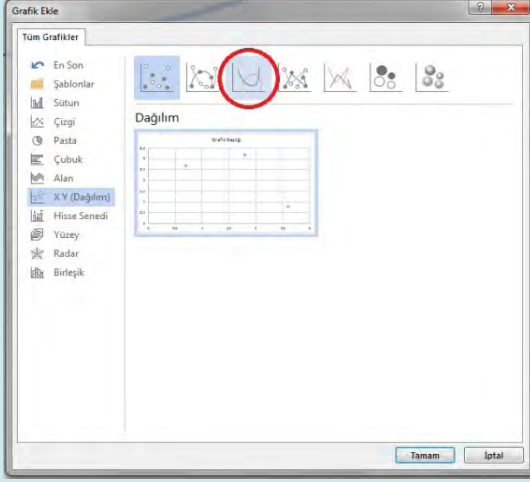 Grafik Ekle
Tüm Grafikler
En Son
Şablonlar
Sütun
Çizgi
Pasta
Çubuk
Alan
X Y (Dağılım)
Hisse Senedi
Yüzey
Radar
Birleşik
Dağılım
Grafik Başlığı
Tamam
İptal